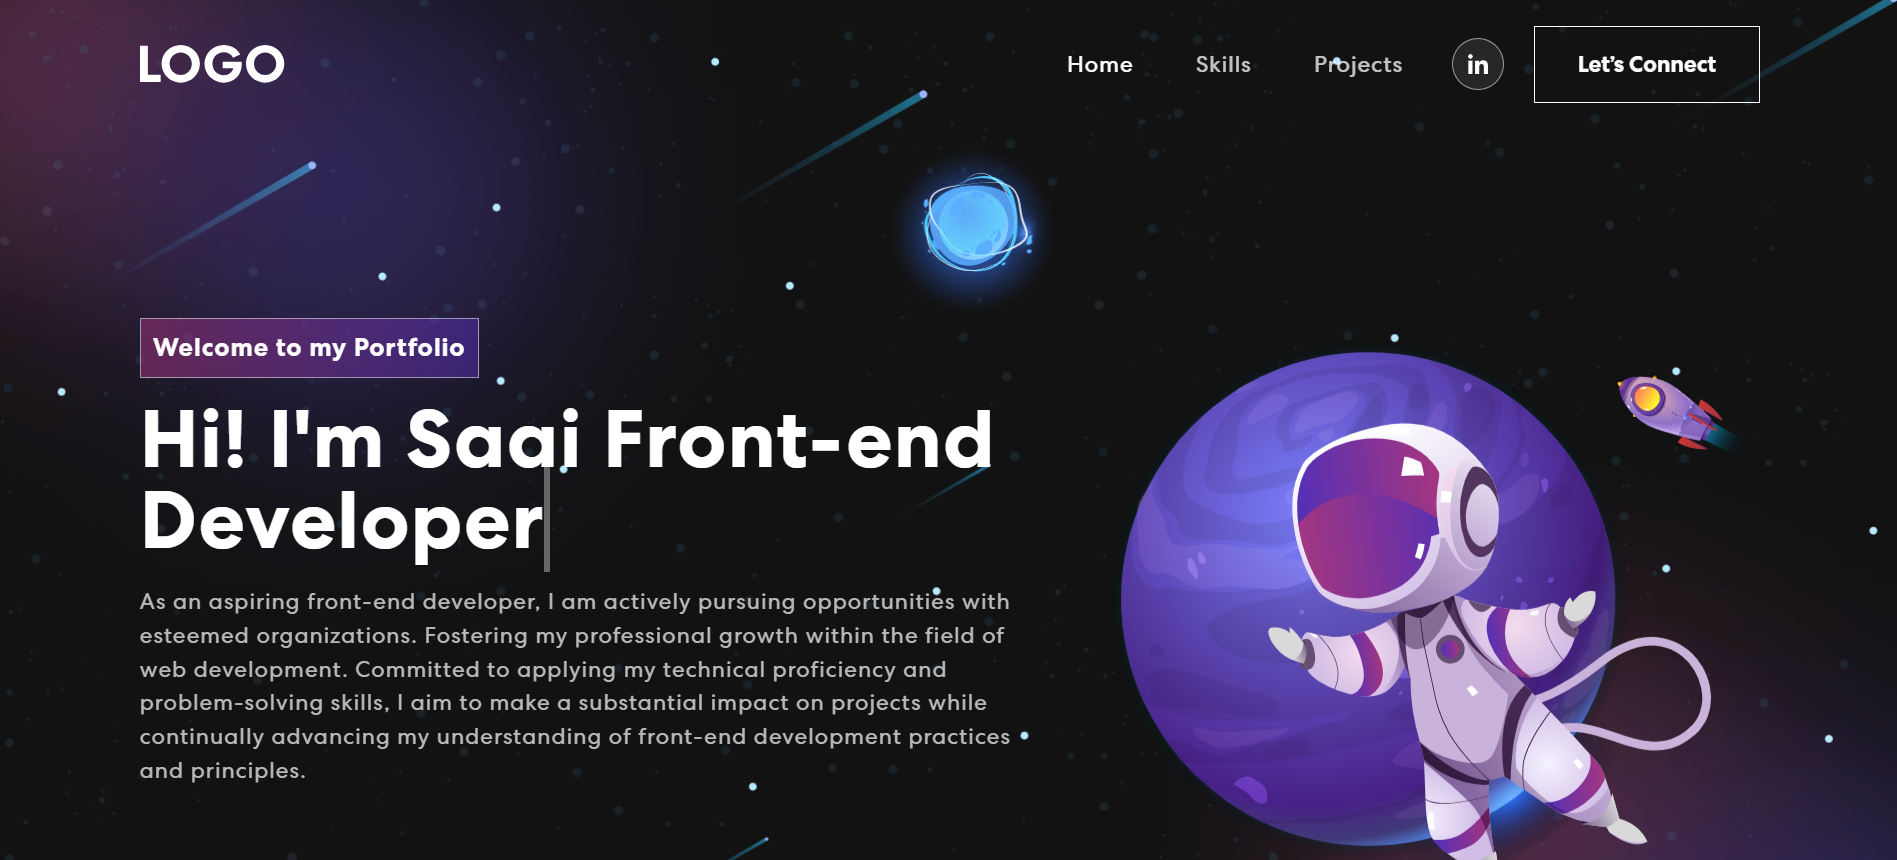 LOGO
Home
Skills
Projects
in
Let's Connect
Welcome to my Portfolio
Hi! I'm Saai Front-end
Developer
As an aspiring front-end developer, I am actively pursuing opportunities with
esteemed organizations. Fostering my professional growth within the field of
web development. Committed to applying my technical proficiency and
problem-solving skills, I aim to make a substantial impact on projects while
continually advancing my understanding of front-end development practices
and principles.